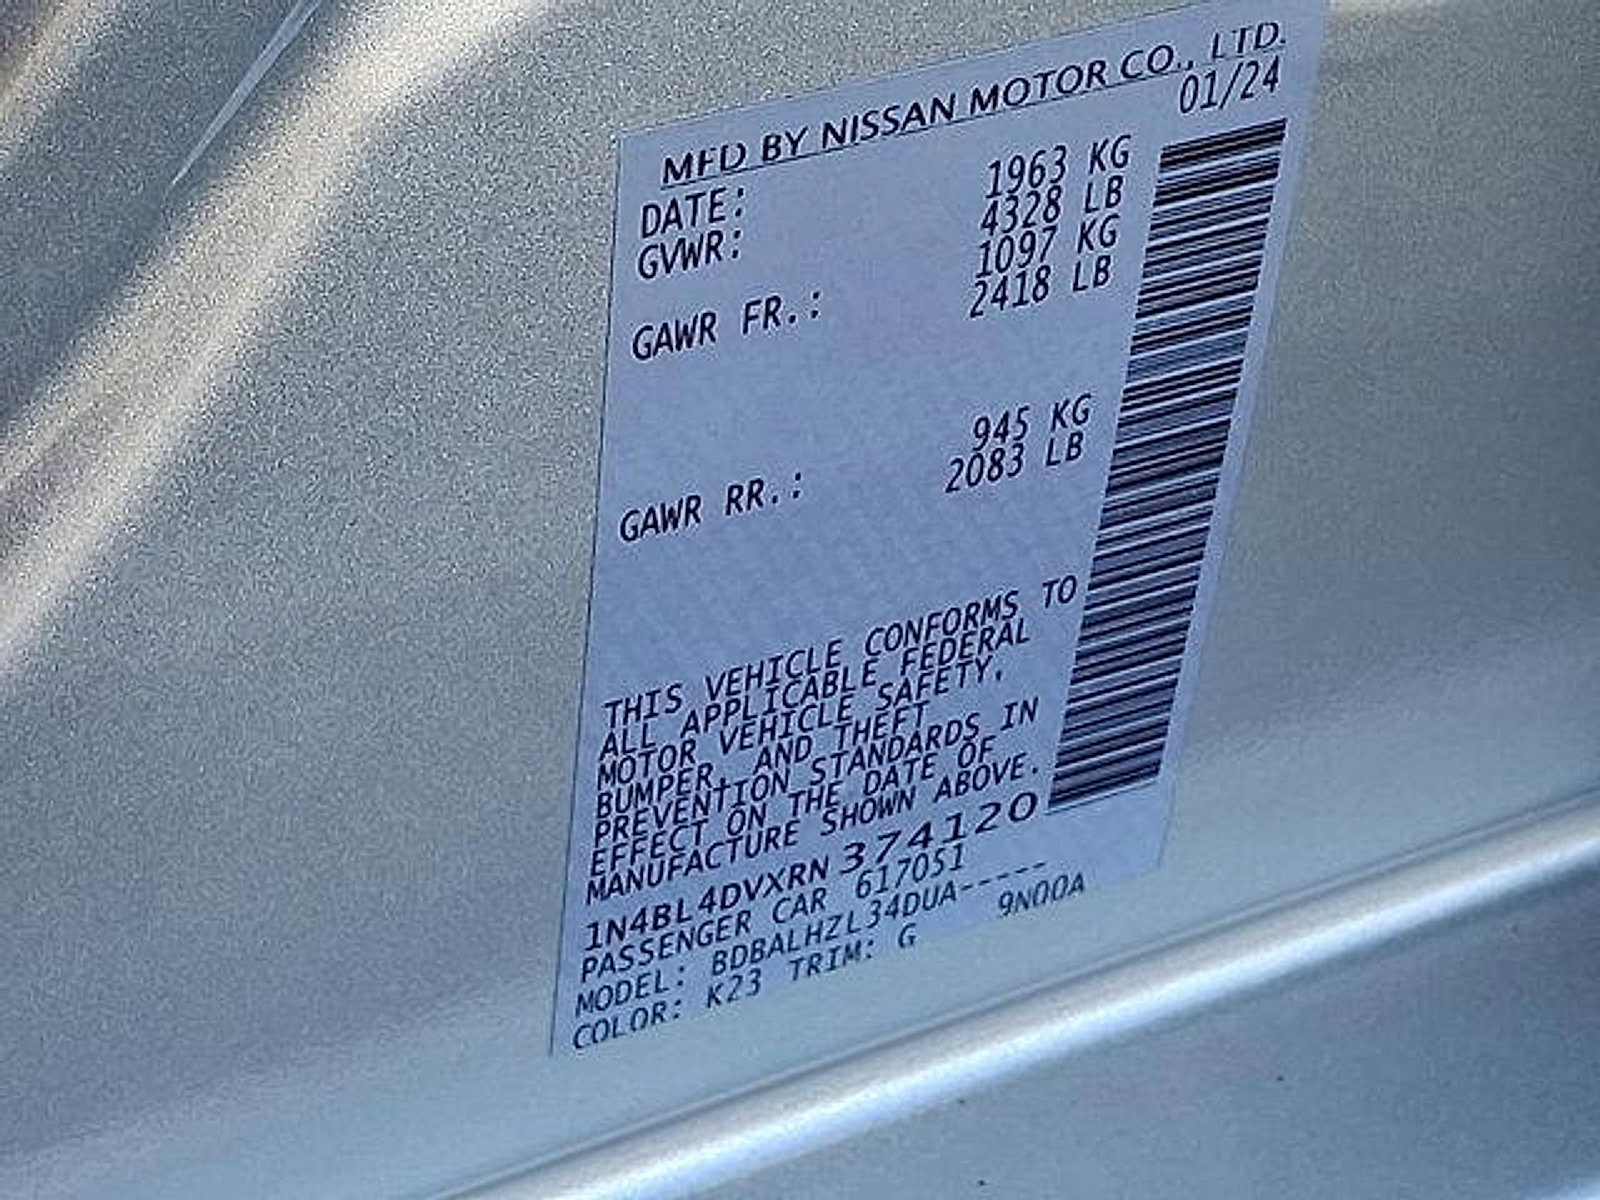 MFD BY NISSAN MOTOR CO., LTD.
DATE: 01/24
GVWR: 1963 KG
4328 LB
GAWR FR.: 1097 KG
2418 LB
GAWR RR.: 945 KG
2083 LB
THIS VEHICLE CONFORMS TO
ALL APPLICABLE FEDERAL
MOTOR VEHICLE SAFETY,
BUMPER, AND THEFT
PREVENTION STANDARDS IN
EFFECT ON THE DATE OF
MANUFACTURE SHOWN ABOVE.
1N4BL4DVXRN374120
PASSENGER CAR 617051
MODEL: BDBALHZL34DUA-----
COLOR: K23 TRIM: G 9N00A